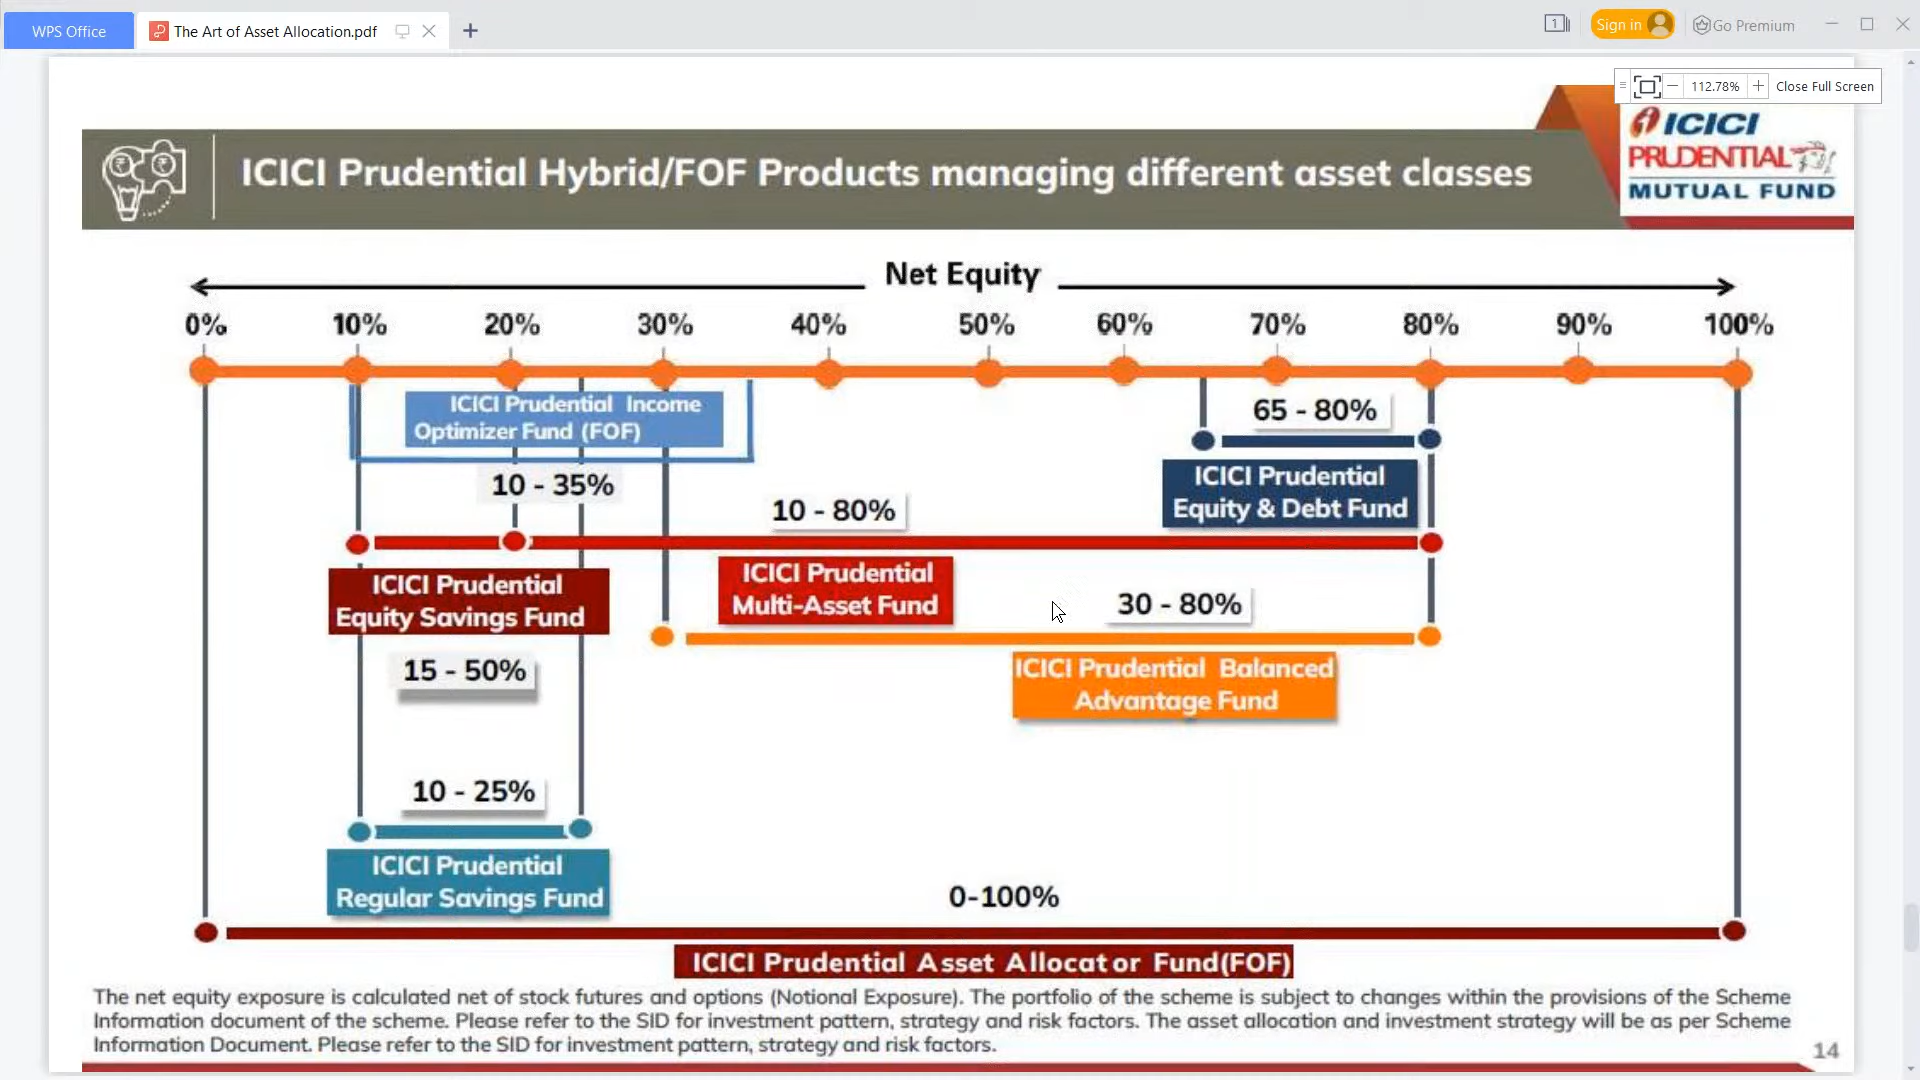 WPS Office
The Art of Asset Allocation.pdf
1
Sign in
Go Premium
112.78%
Close Full Screen
ICICI Prudential Hybrid/FOF Products managing different asset classes
ICICI
PRUDENTIAL
MUTUAL FUND
Net Equity
0% 10% 20% 30% 40% 50% 60% 70% 80% 90% 100%
ICICI Prudential Income
Optimizer Fund (FOF)
10 - 35%
65 - 80%
ICICI Prudential
Equity & Debt Fund
10 - 80%
ICICI Prudential
Multi-Asset Fund
ICICI Prudential
Equity Savings Fund
15 - 50%
30 - 80%
ICICI Prudential Balanced
Advantage Fund
10 - 25%
ICICI Prudential
Regular Savings Fund
0-100%
ICICI Prudential Asset Allocator Fund(FOF)
The net equity exposure is calculated net of stock futures and options (Notional Exposure). The portfolio of the scheme is subject to changes within the provisions of the Scheme
Information document of the scheme. Please refer to the SID for investment pattern, strategy and risk factors. The asset allocation and investment strategy will be as per Scheme
Information Document. Please refer to the SID for investment pattern, strategy and risk factors.
14